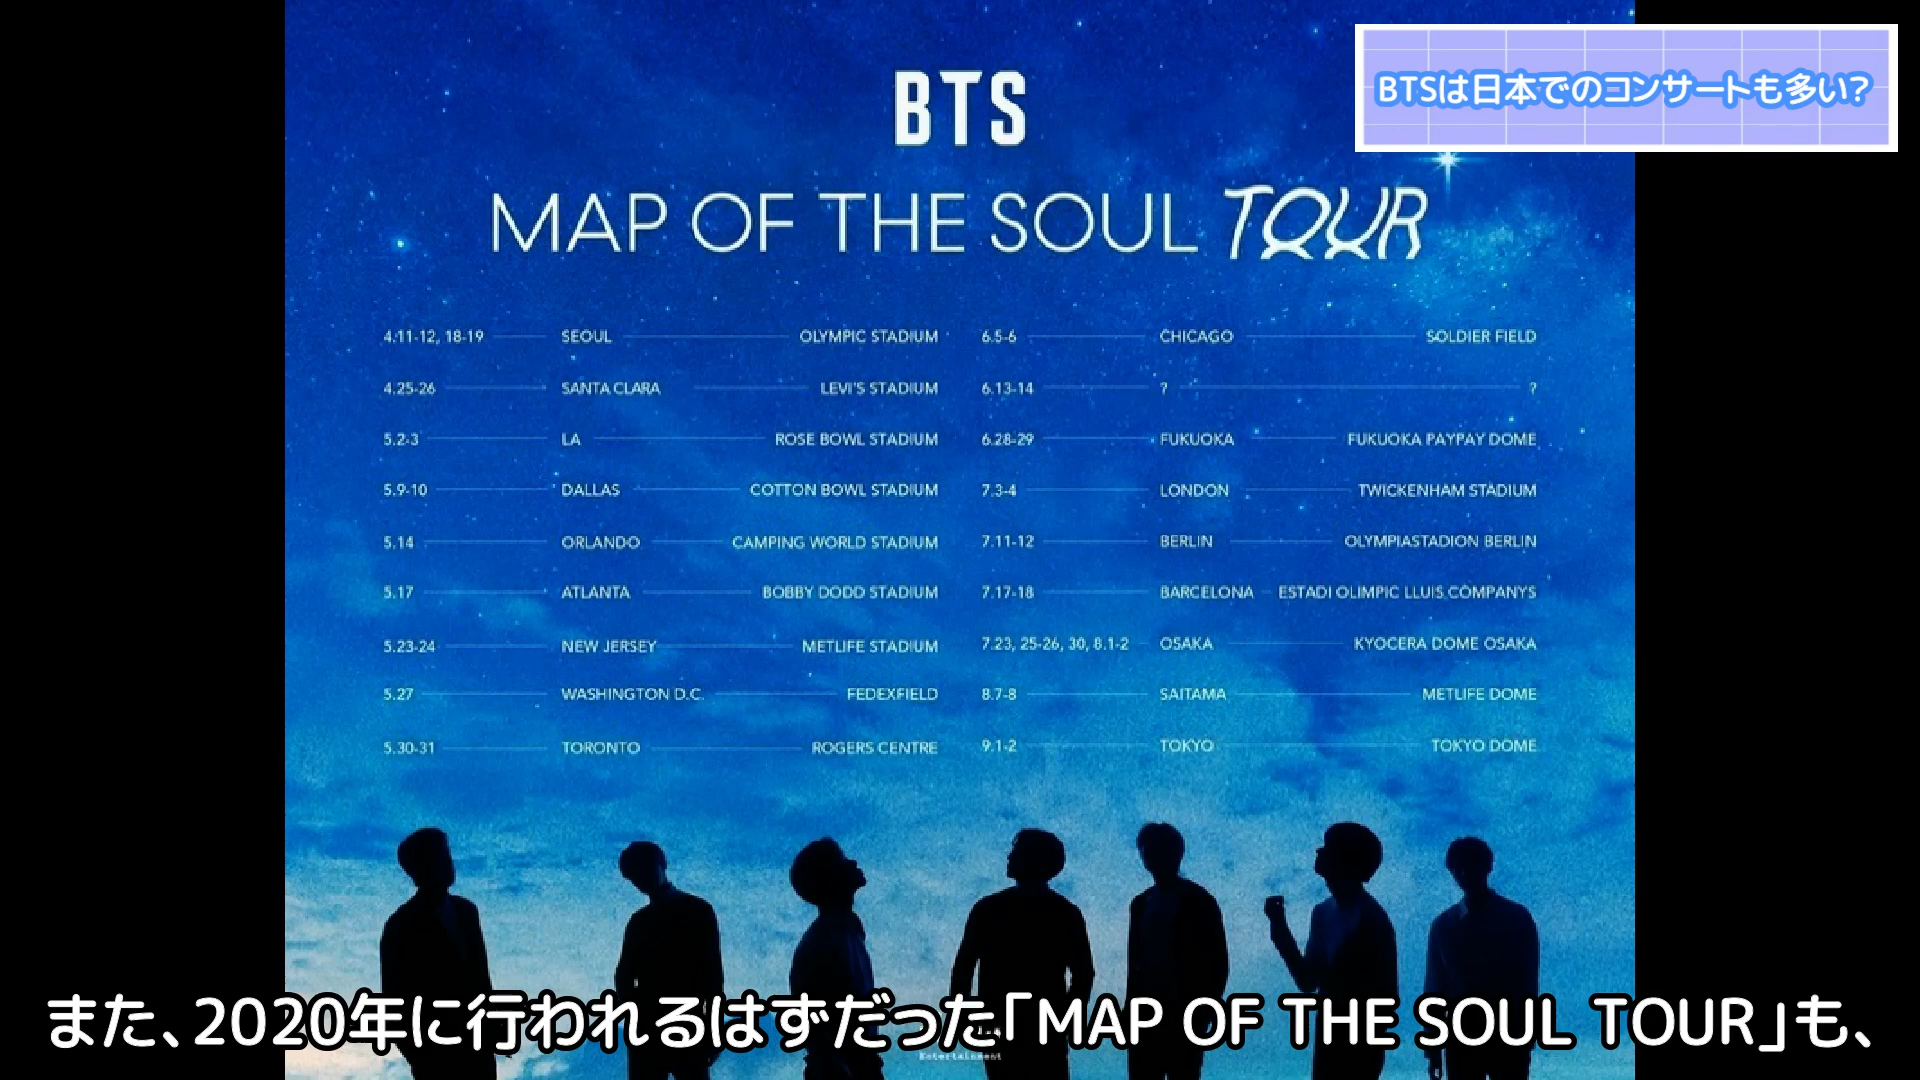 BTS
BTSは日本でのコンサートも多い?
MAP OF THE SOUL TOUR
4.11-12, 18-19 SEOUL OLYMPIC STADIUM
4.25-26 SANTA CLARA LEVI'S STADIUM
5.2-3 LA ROSE BOWL STADIUM
5.9-10 DALLAS COTTON BOWL STADIUM
5.14 ORLANDO CAMPING WORLD STADIUM
5.17 ATLANTA BOBBY DODD STADIUM
5.23-24 NEW JERSEY METLIFE STADIUM
5.27 WASHINGTON D.C. FEDEXFIELD
5.30-31 TORONTO ROGERS CENTRE
6.5-6 CHICAGO SOLDIER FIELD
6.13-14 ? ?
6.28-29 FUKUOKA FUKUOKA PAYPAY DOME
7.3-4 LONDON TWICKENHAM STADIUM
7.11-12 BERLIN OLYMPIASTADION BERLIN
7.17-18 BARCELONA ESTADI OLIMPIC LLUIS COMPANYS
7.23, 25-26, 30, 8.1-2 OSAKA KYOCERA DOME OSAKA
8.7-8 SAITAMA METLIFE DOME
9.1-2 TOKYO TOKYO DOME
また、2020年に行われるはずだった「MAP OF THE SOUL TOUR」も、
Entertainment